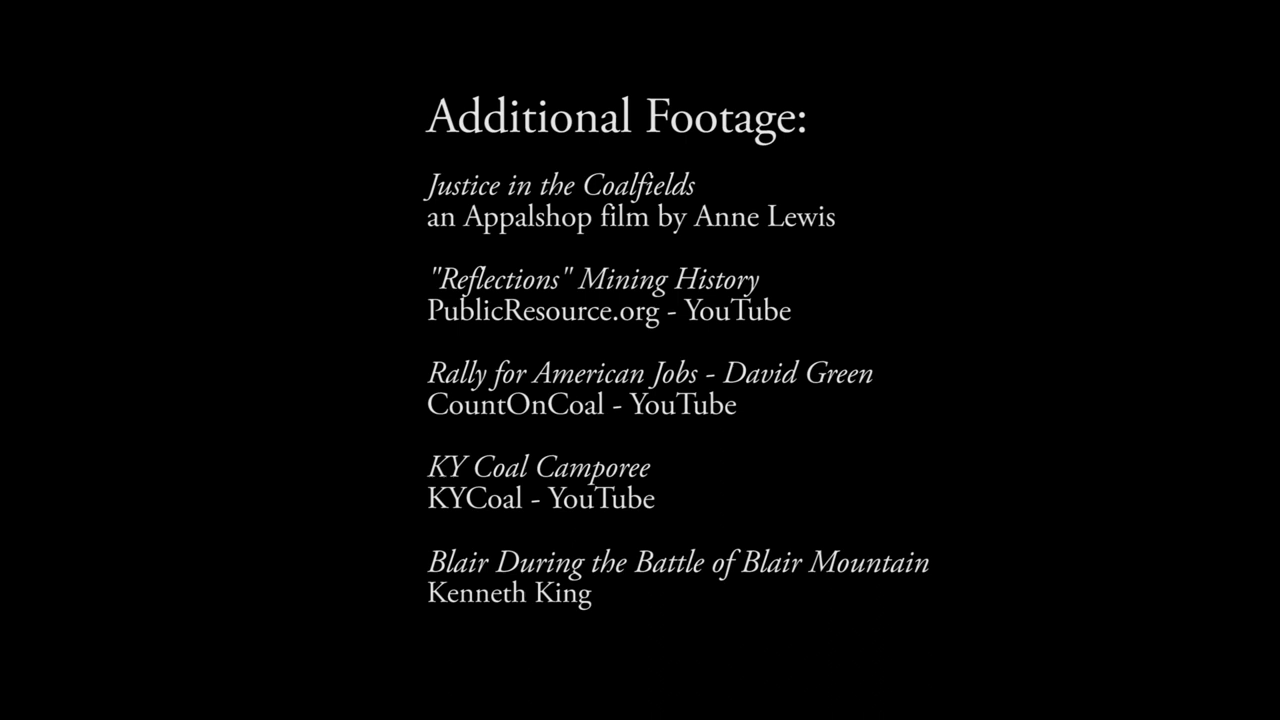 Additional Footage:
Justice in the Coalfields
an Appalshop film by Anne Lewis
"Reflections" Mining History
PublicResource.org - YouTube
Rally for American Jobs - David Green
CountOnCoal - YouTube
KY Coal Camporee
KYCoal - YouTube
Blair During the Battle of Blair Mountain
Kenneth King